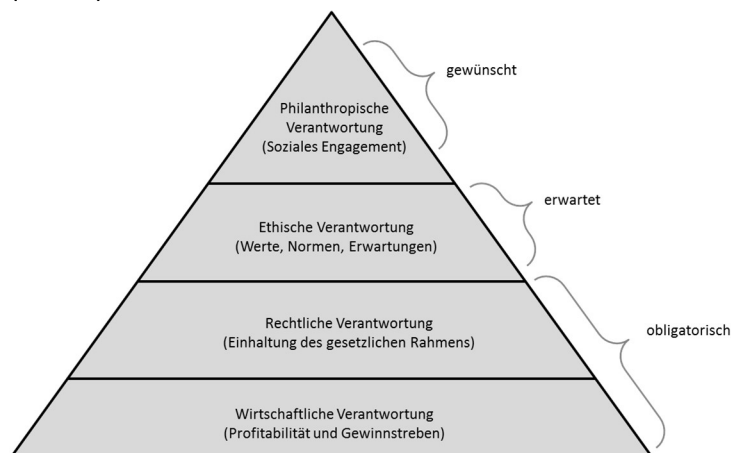 gewünscht
Philanthropische
Verantwortung
(Soziales Engagement)
erwartet
Ethische Verantwortung
(Werte, Normen, Erwartungen)
Rechtliche Verantwortung
(Einhaltung des gesetzlichen Rahmens)
obligatorisch
Wirtschaftliche Verantwortung
(Profitabilität und Gewinnstreben)